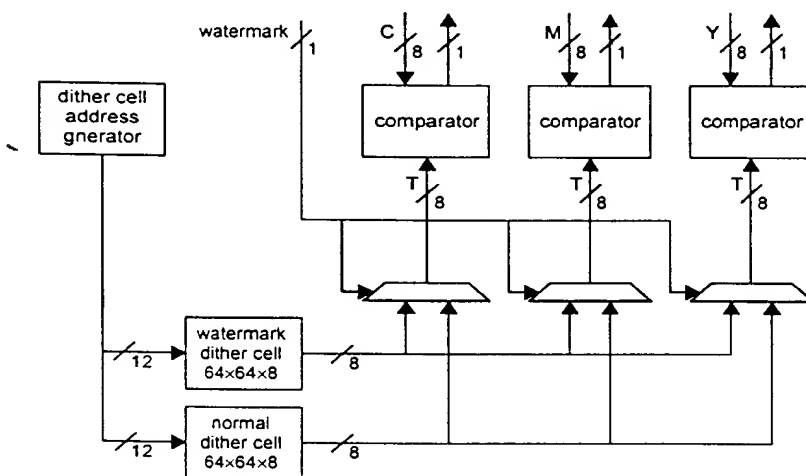 watermark 1 C 8 1 M 8 1 Y 8 1
dither cell
address
gnerator
comparator comparator comparator
T 8 T 8 T 8
watermark
dither cell
64×64×8
12 8
normal
dither cell
64×64×8
12 8